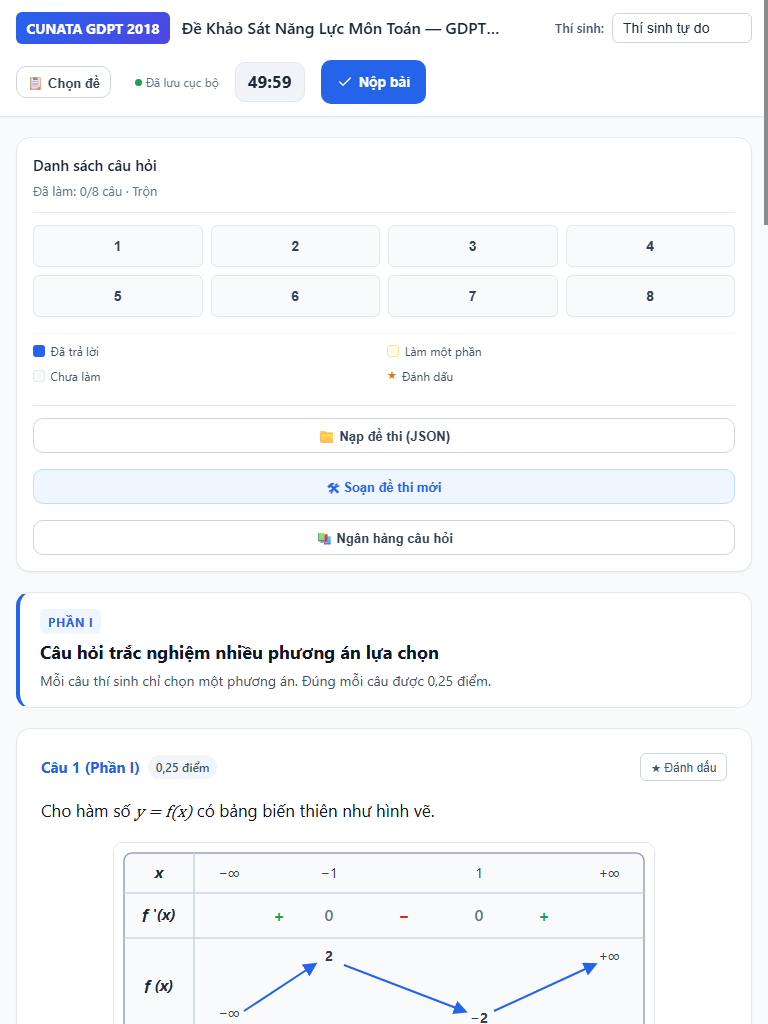 CUNATA GDPT 2018 Đề Khảo Sát Năng Lực Môn Toán — GDPT... Thí sinh: Thí sinh tự do
📋 Chọn đề Đã lưu cục bộ 49:59 ✓ Nộp bài
Danh sách câu hỏi
Đã làm: 0/8 câu · Trộn
1 2 3 4
5 6 7 8
Đã trả lời Làm một phần
Chưa làm ★ Đánh dấu
📁 Nạp đề thi (JSON)
🛠 Soạn đề thi mới
📚 Ngân hàng câu hỏi
PHẦN I
Câu hỏi trắc nghiệm nhiều phương án lựa chọn
Mỗi câu thí sinh chỉ chọn một phương án. Đúng mỗi câu được 0,25 điểm.
Câu 1 (Phần I) 0,25 điểm ★ Đánh dấu
Cho hàm số y = f(x) có bảng biến thiên như hình vẽ.
x −∞ −1 1 +∞
f '(x) + 0 − 0 +
2 +∞
f (x)
−∞ −2